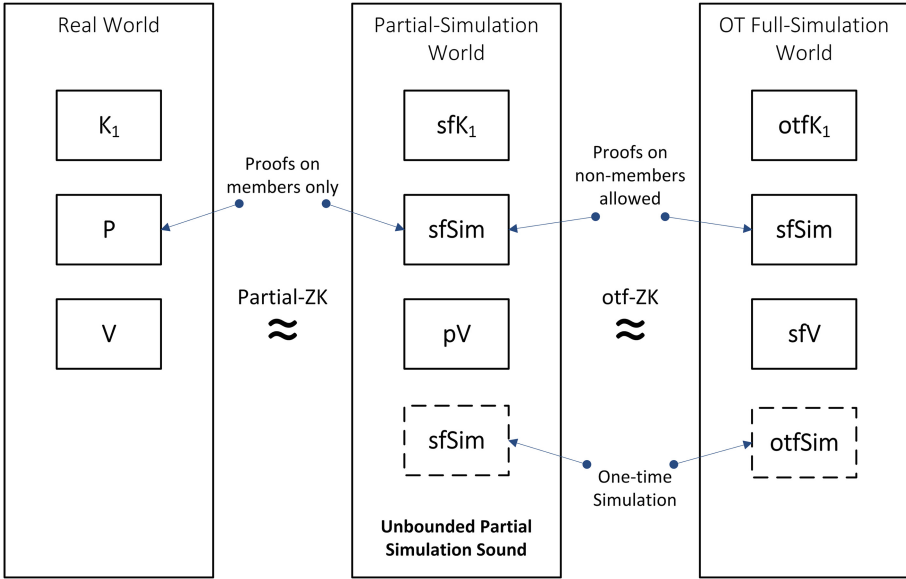 Real World
K₁
P
V
Proofs on
members only
Partial-ZK
≈
Partial-Simulation
World
sfK₁
sfSim
pV
sfSim
Unbounded Partial
Simulation Sound
Proofs on
non-members
allowed
otf-ZK
≈
One-time
Simulation
OT Full-Simulation
World
otfK₁
sfSim
sfV
otfSim